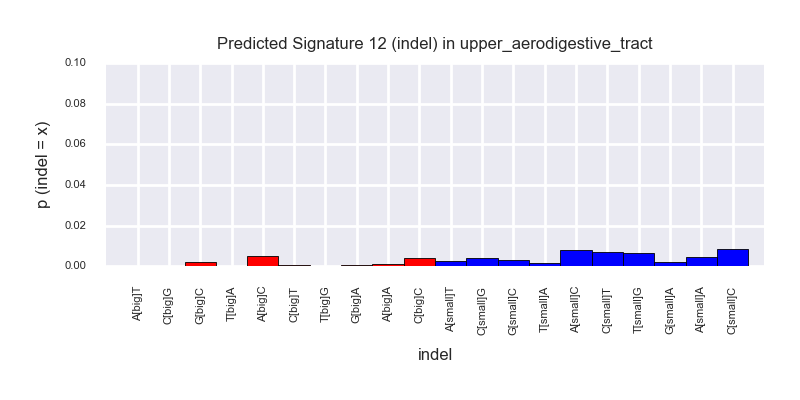 Predicted Signature 12 (indel) in upper_aerodigestive_tract
p (indel = x)
0.10
0.08
0.06
0.04
0.02
0.00
A[big]T
C[big]G
G[big]C
T[big]A
A[big]C
C[big]T
T[big]G
G[big]A
A[big]A
C[big]C
A[small]T
C[small]G
G[small]C
T[small]A
A[small]C
C[small]T
T[small]G
G[small]A
A[small]A
C[small]C
indel